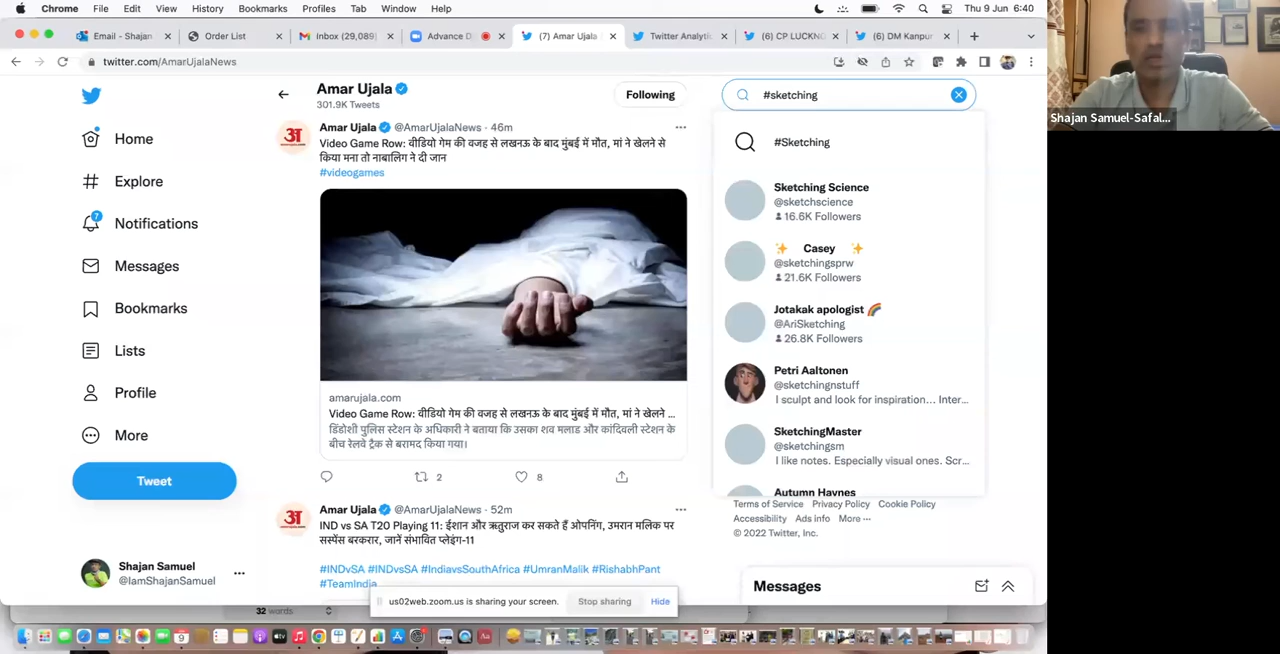 Chrome File Edit View History Bookmarks Profiles Tab Window Help
Thu 9 Jun 6:40
Email - Shajan
Order List
Inbox (29,889)
Advance D
(7) Amar Ujala
Twitter Analyti
(6) CP LUCKN
(6) DM Kanpur
twitter.com/AmarUjalaNews
Home
Explore
7
Notifications
Messages
Bookmarks
Lists
Profile
More
Tweet
Shajan Samuel
@IamShajanSamuel
Amar Ujala
301.9K Tweets
Following
Amar Ujala @AmarUjalaNews · 46m
Video Game Row: वीडियो गेम की वजह से लखनऊ के बाद मुंबई में मौत, मां ने खेलने से
किया मना तो नाबालिग ने दी जान
#videogames
amarujala.com
Video Game Row: वीडियो गेम की वजह से लखनऊ के बाद मुंबई में मौत, मां ने खेलने ...
डिंडोशी पुलिस स्टेशन के अधिकारी ने बताया कि उसका शव मलाड और कांदिवली स्टेशन के
बीच रेलवे ट्रैक से बरामद किया गया।
2
8
Amar Ujala @AmarUjalaNews · 52m
IND vs SA T20 Playing 11: ईशान और ऋतुराज कर सकते हैं ओपनिंग, उमरान मलिक पर
सस्पेंस बरकरार, जानें संभावित प्लेइंग-11
#INDvSA #INDvsSA #IndiavsSouthAfrica #UmranMalik #RishabhPant
#TeamIndia
#sketching
#Sketching
Sketching Science
@sketchscience
16.6K Followers
Casey
@sketchingsprw
21.6K Followers
Jotakak apologist
@AriSketching
26.8K Followers
Petri Aaltonen
@sketchingnstuff
I sculpt and look for inspiration... Inter...
SketchingMaster
@sketchingsm
I like notes. Especially visual ones. Scr...
Autumn Haynes
Terms of Service Privacy Policy Cookie Policy
Accessibility Ads info More ...
© 2022 Twitter, Inc.
Messages
us02web.zoom.us is sharing your screen. Stop sharing Hide
32 words
Shajan Samuel-Safal...